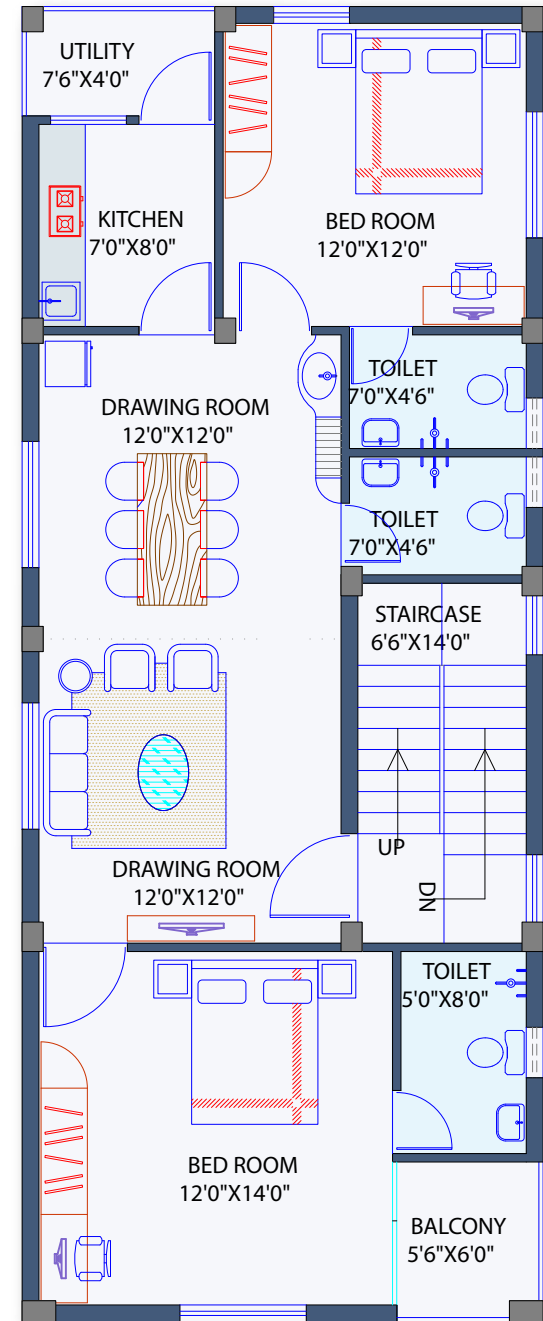 UTILITY
7'6"X4'0"
KITCHEN
7'0"X8'0"
BED ROOM
12'0"X12'0"
TOILET
7'0"X4'6"
DRAWING ROOM
12'0"X12'0"
TOILET
7'0"X4'6"
STAIRCASE
6'6"X14'0"
UP
DN
DRAWING ROOM
12'0"X12'0"
TOILET
5'0"X8'0"
BED ROOM
12'0"X14'0"
BALCONY
5'6"X6'0"